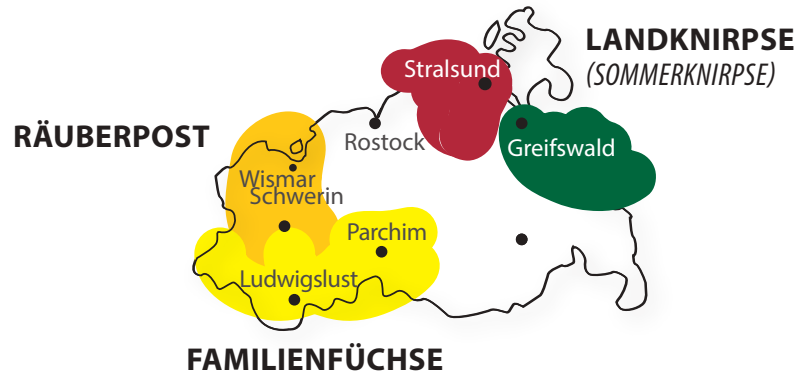 LANDKNIRPSE
(SOMMERKNIRPSE)
Stralsund
RÄUBERPOST
Rostock
Greifswald
Wismar
Schwerin
Parchim
Ludwigslust
FAMILIENFÜCHSE